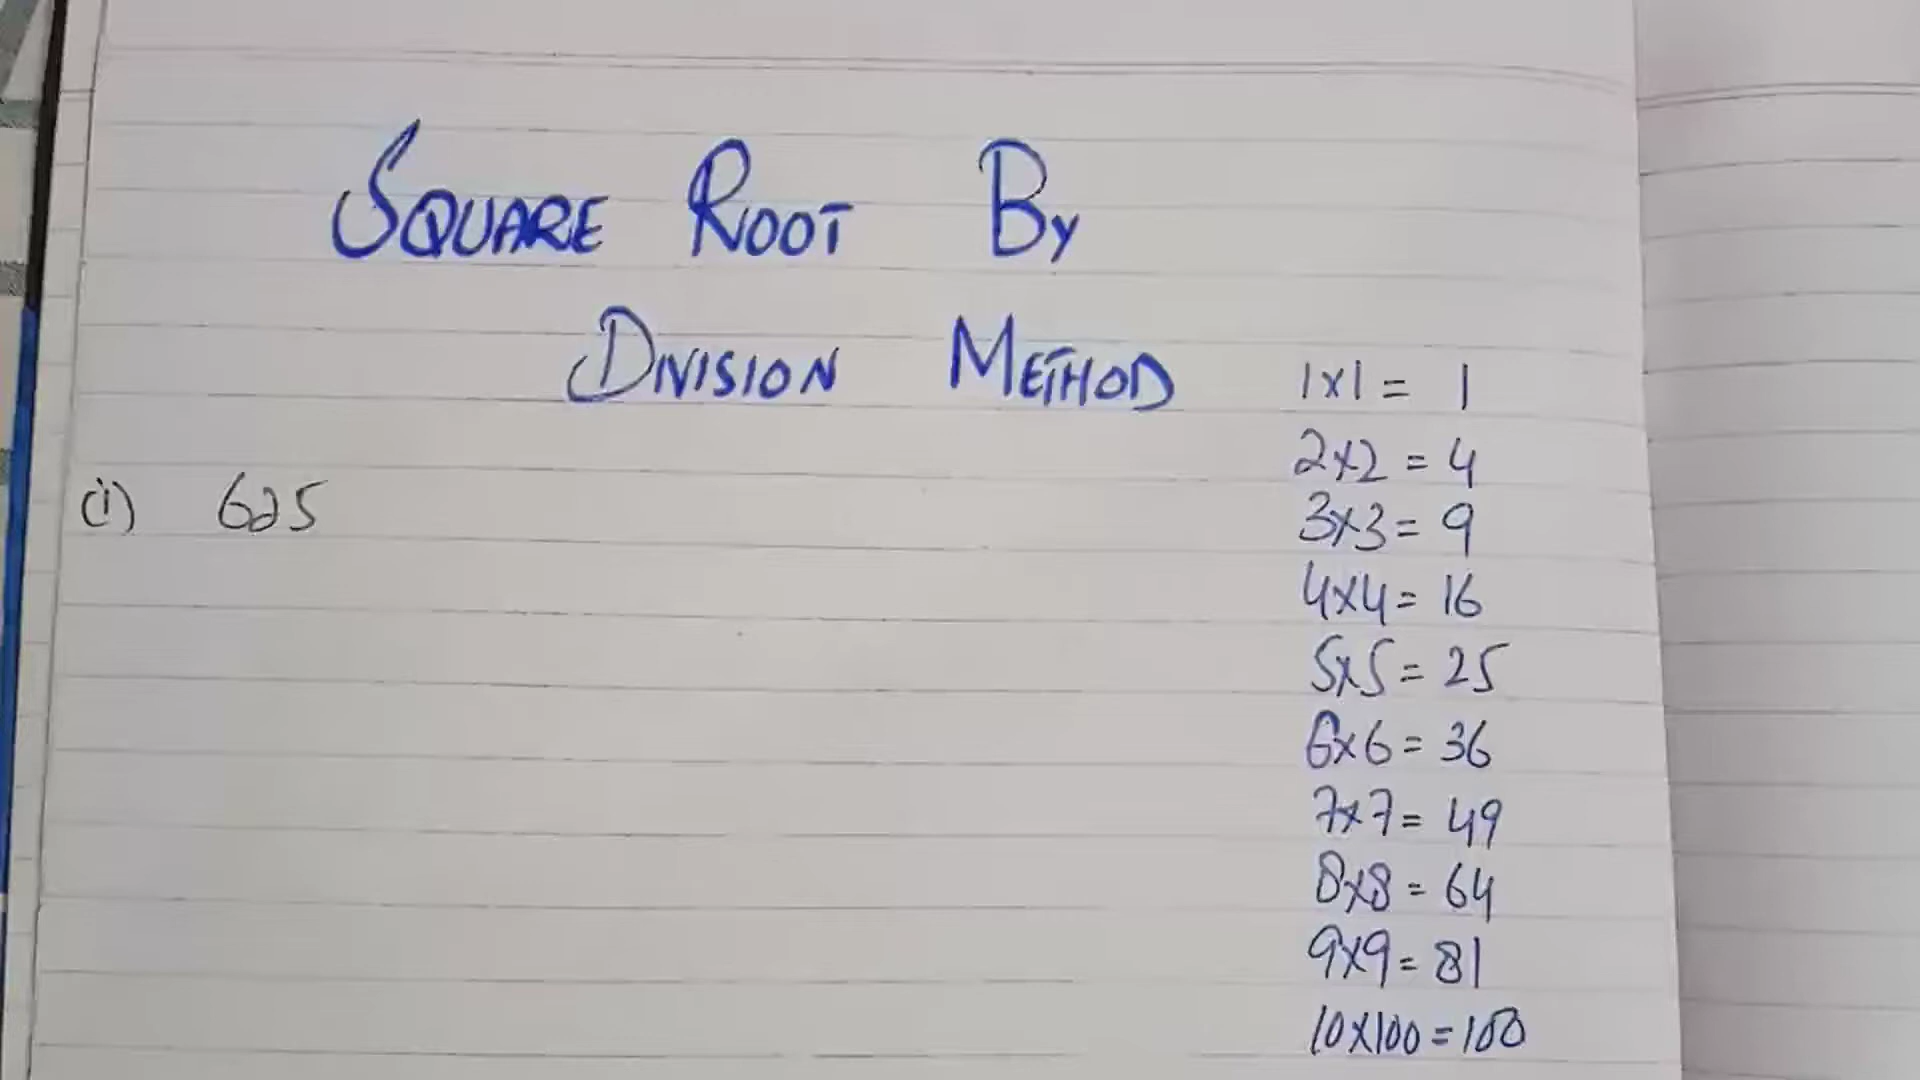 SQUARE ROOT BY
DIVISION METHOD
(i) 625
1x1 = 1
2x2 = 4
3x3 = 9
4x4 = 16
5x5 = 25
6x6 = 36
7x7 = 49
8x8 = 64
9x9 = 81
10x100 = 100